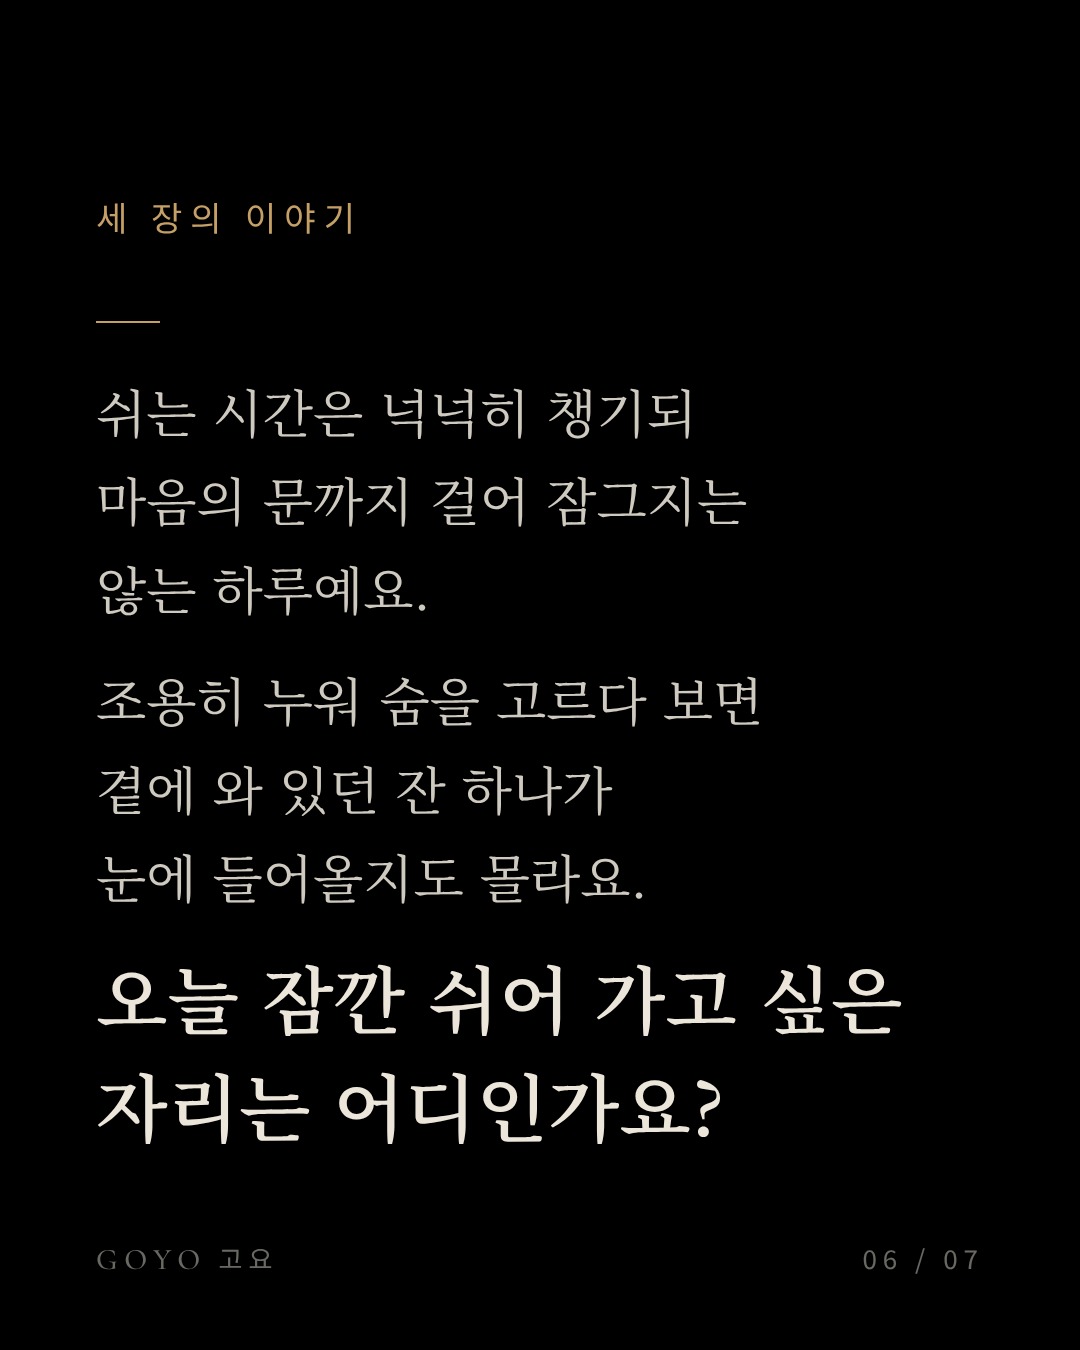 세 장의 이야기
쉬는 시간은 넉넉히 챙기되
마음의 문까지 걸어 잠그지는
않는 하루예요.
조용히 누워 숨을 고르다 보면
곁에 와 있던 잔 하나가
눈에 들어올지도 몰라요.
오늘 잠깐 쉬어 가고 싶은
자리는 어디인가요?
GOYO 고요
06 / 07